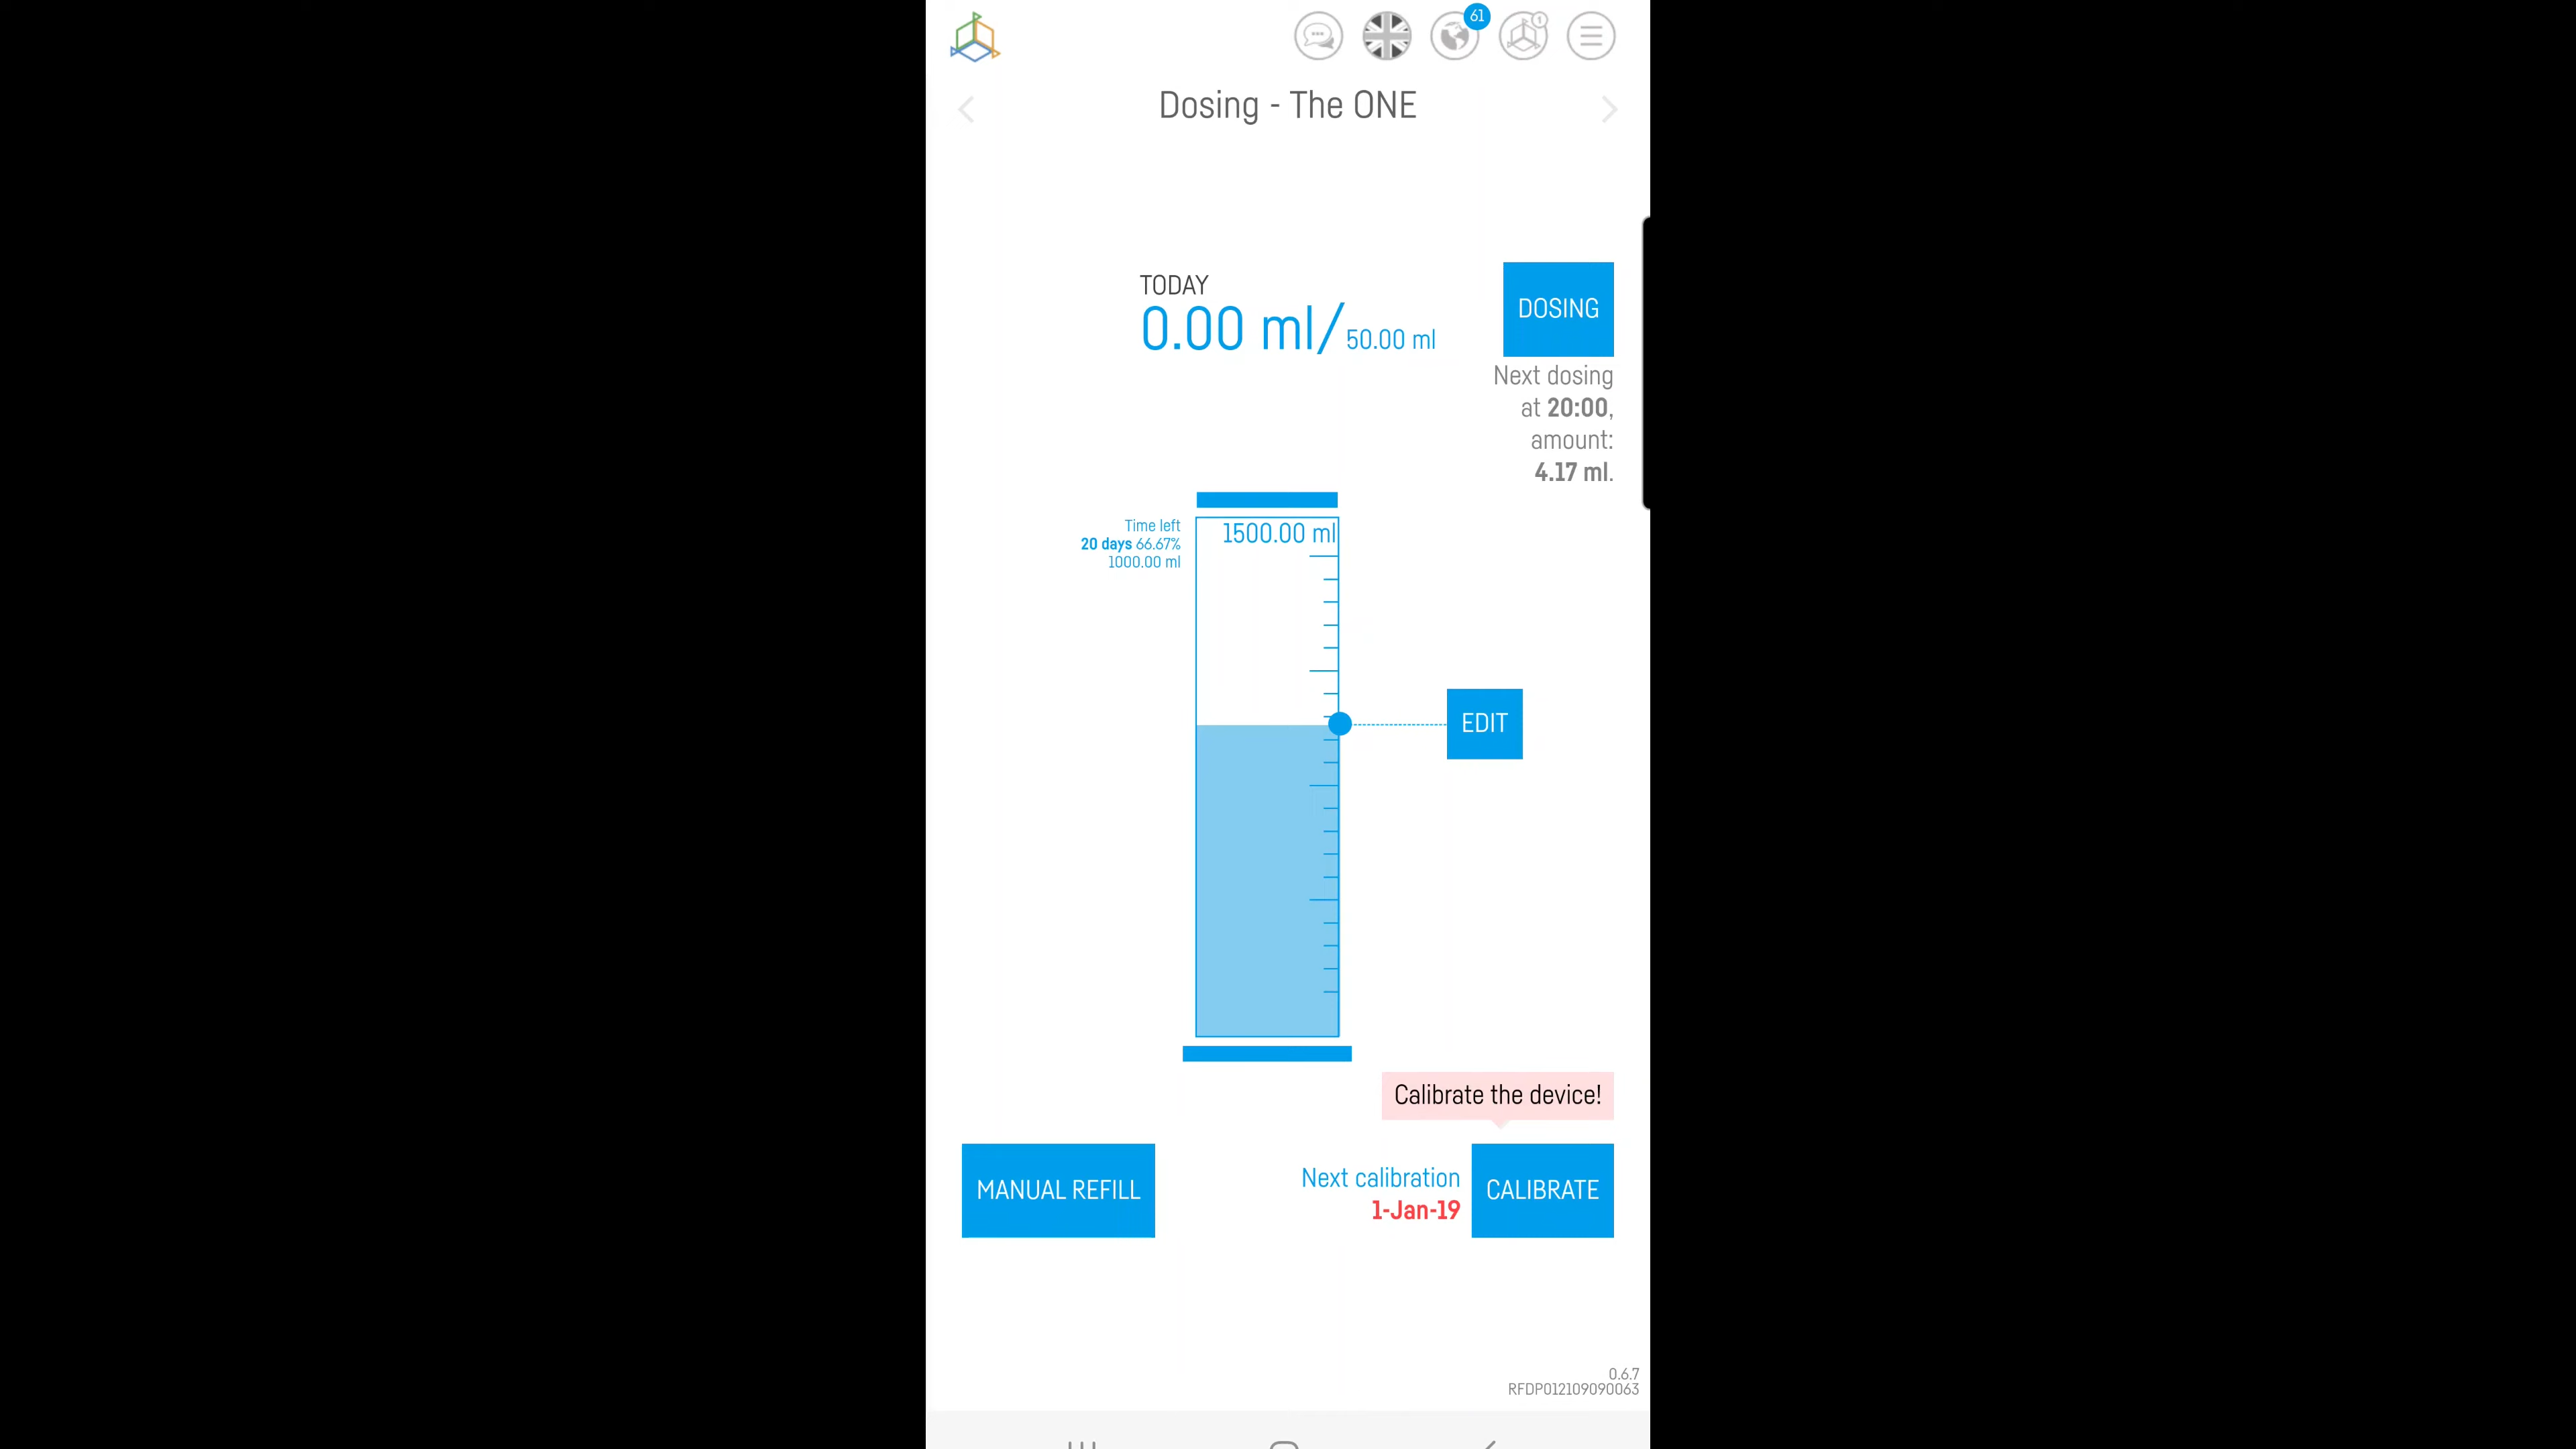 61
1
Dosing - The ONE
TODAY
0.00 ml/50.00 ml
DOSING
Next dosing
at 20:00,
amount:
4.17 ml.
Time left
20 days 66.67%
1000.00 ml
1500.00 ml
EDIT
Calibrate the device!
MANUAL REFILL
Next calibration
1-Jan-19
CALIBRATE
0.6.7
RFDP012109090063